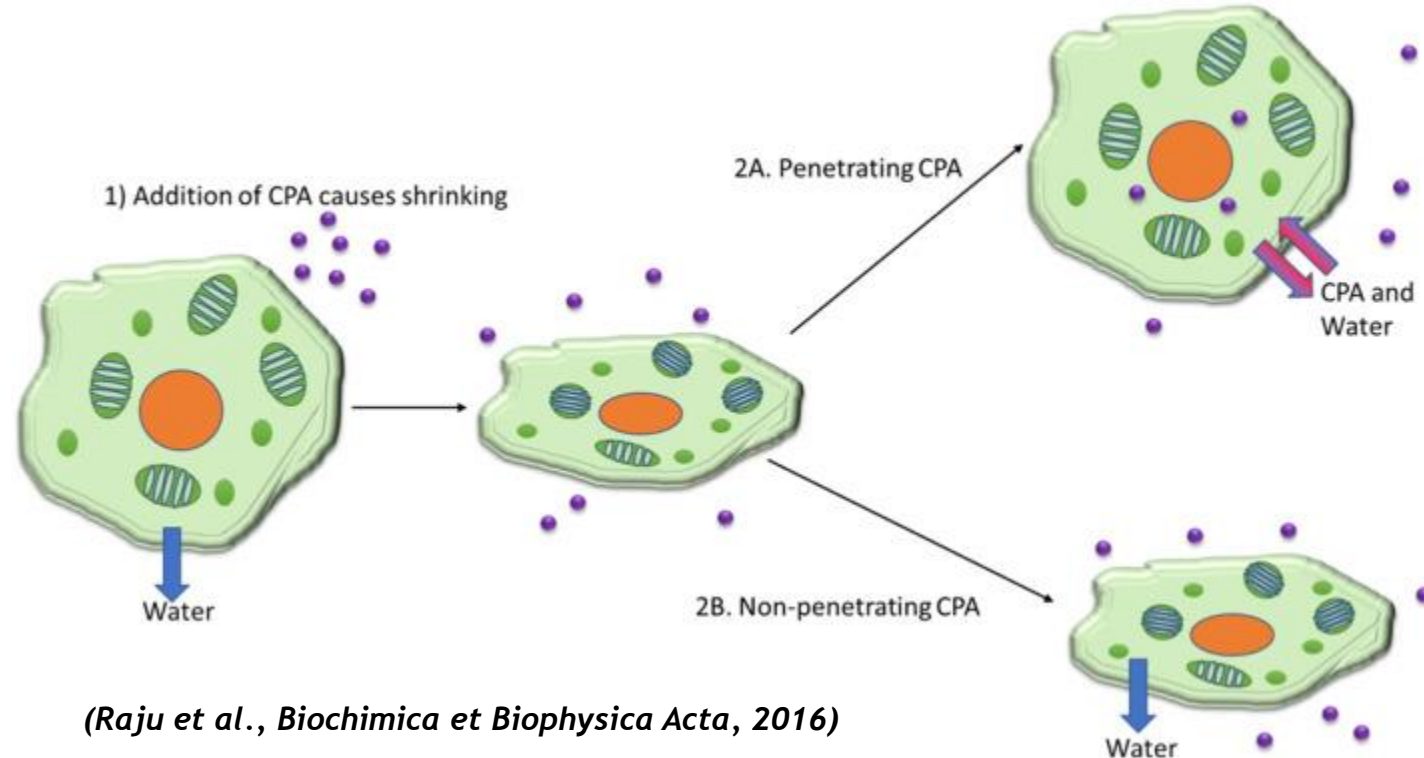 1) Addition of CPA causes shrinking
Water
2A. Penetrating CPA
CPA and
Water
2B. Non-penetrating CPA
Water
(Raju et al., Biochimica et Biophysica Acta, 2016)